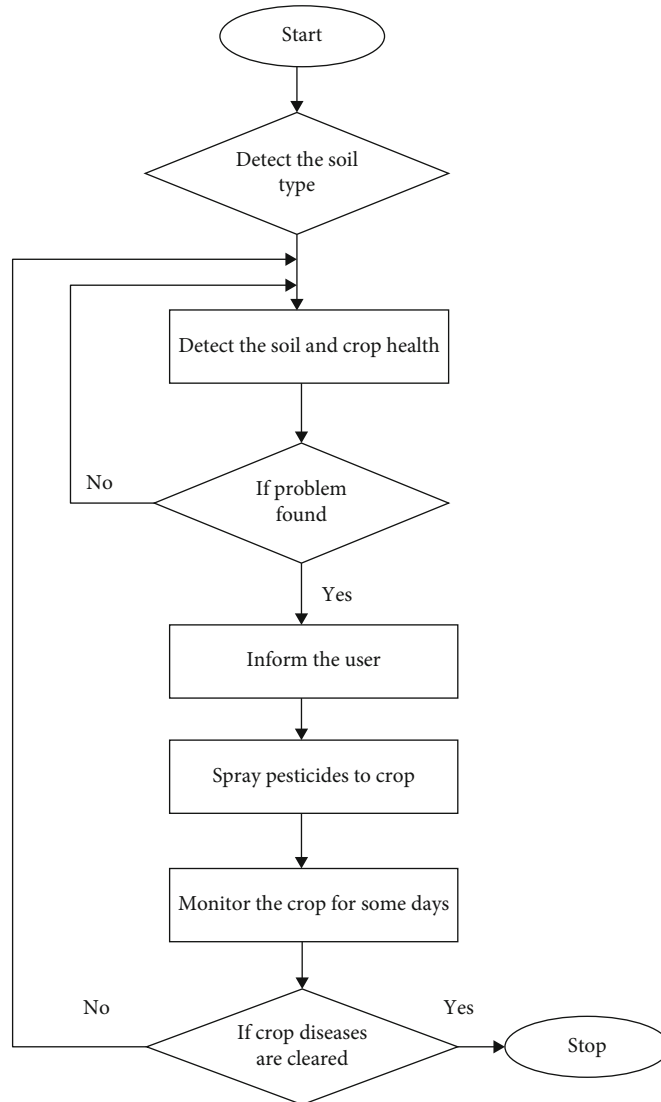 Start
Detect the soil
type
Detect the soil and crop health
No
If problem
found
Yes
Inform the user
Spray pesticides to crop
Monitor the crop for some days
No
Yes
If crop diseases
are cleared
Stop